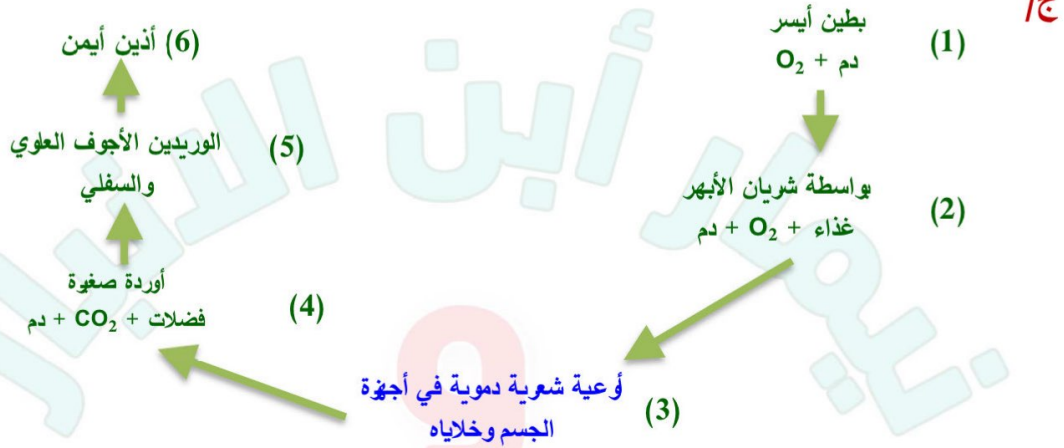 ج/
(1)
بطين أيسر
دم + O₂
(2)
بواسطة شريان الأبهر
غذاء + O₂ + دم
(3)
أوعية شعرية دموية في أجهزة
الجسم وخلاياه
(4)
أوردة صغيرة
فضلات + CO₂ + دم
(5)
الوريدين الأجوف العلوي
والسفلي
(6) أذين أيمن